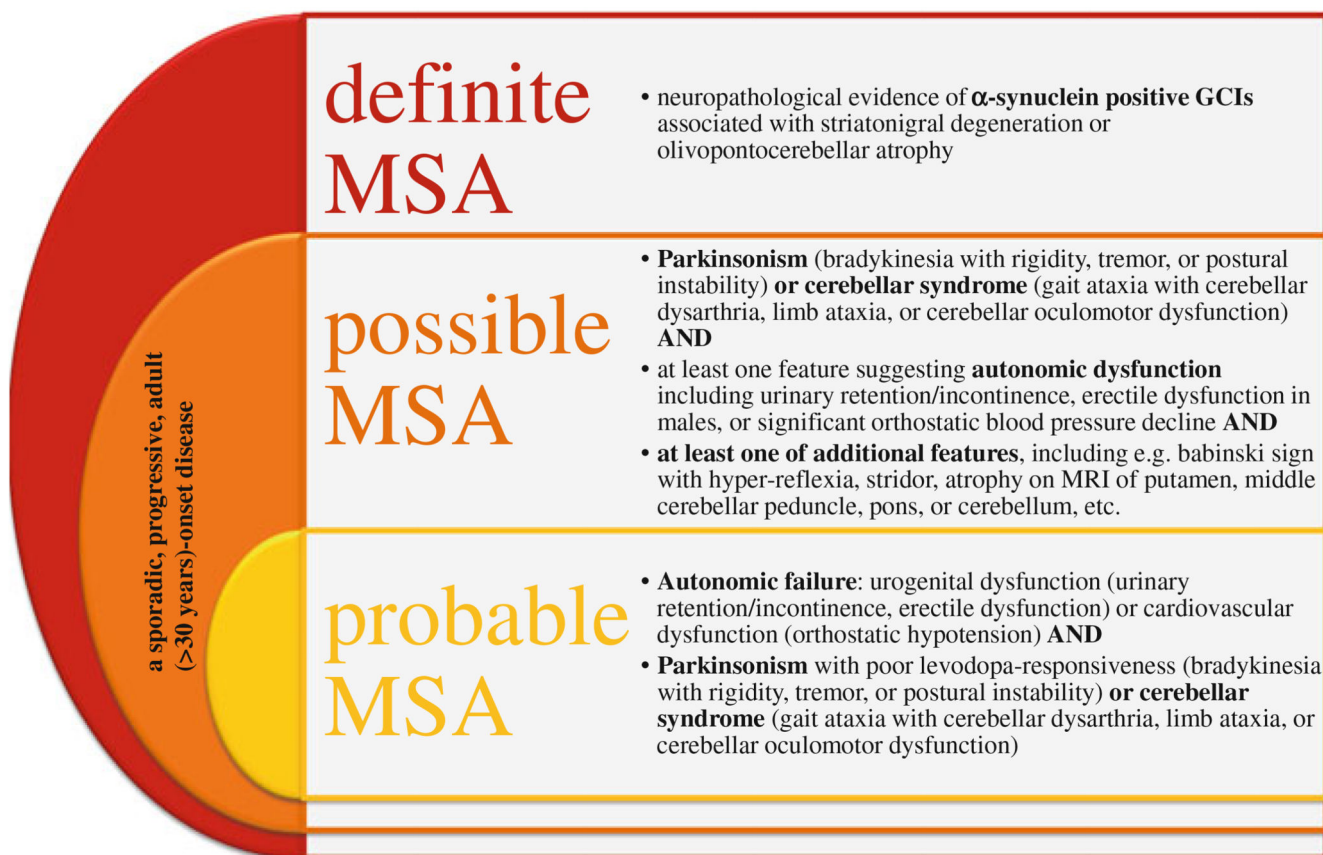 definite
MSA
• neuropathological evidence of α-synuclein positive GCIs
associated with striatonigral degeneration or
olivopontocerebellar atrophy
possible
MSA
• Parkinsonism (bradykinesia with rigidity, tremor, or postural
instability) or cerebellar syndrome (gait ataxia with cerebellar
dysarthria, limb ataxia, or cerebellar oculomotor dysfunction)
AND
• at least one feature suggesting autonomic dysfunction
including urinary retention/incontinence, erectile dysfunction in
males, or significant orthostatic blood pressure decline AND
• at least one of additional features, including e.g. babinski sign
with hyper-reflexia, stridor, atrophy on MRI of putamen, middle
cerebellar peduncle, pons, or cerebellum, etc.
probable
MSA
• Autonomic failure: urogenital dysfunction (urinary
retention/incontinence, erectile dysfunction) or cardiovascular
dysfunction (orthostatic hypotension) AND
• Parkinsonism with poor levodopa-responsiveness (bradykinesia
with rigidity, tremor, or postural instability) or cerebellar
syndrome (gait ataxia with cerebellar dysarthria, limb ataxia, or
cerebellar oculomotor dysfunction)
a sporadic, progressive, adult
(>30 years)-onset disease